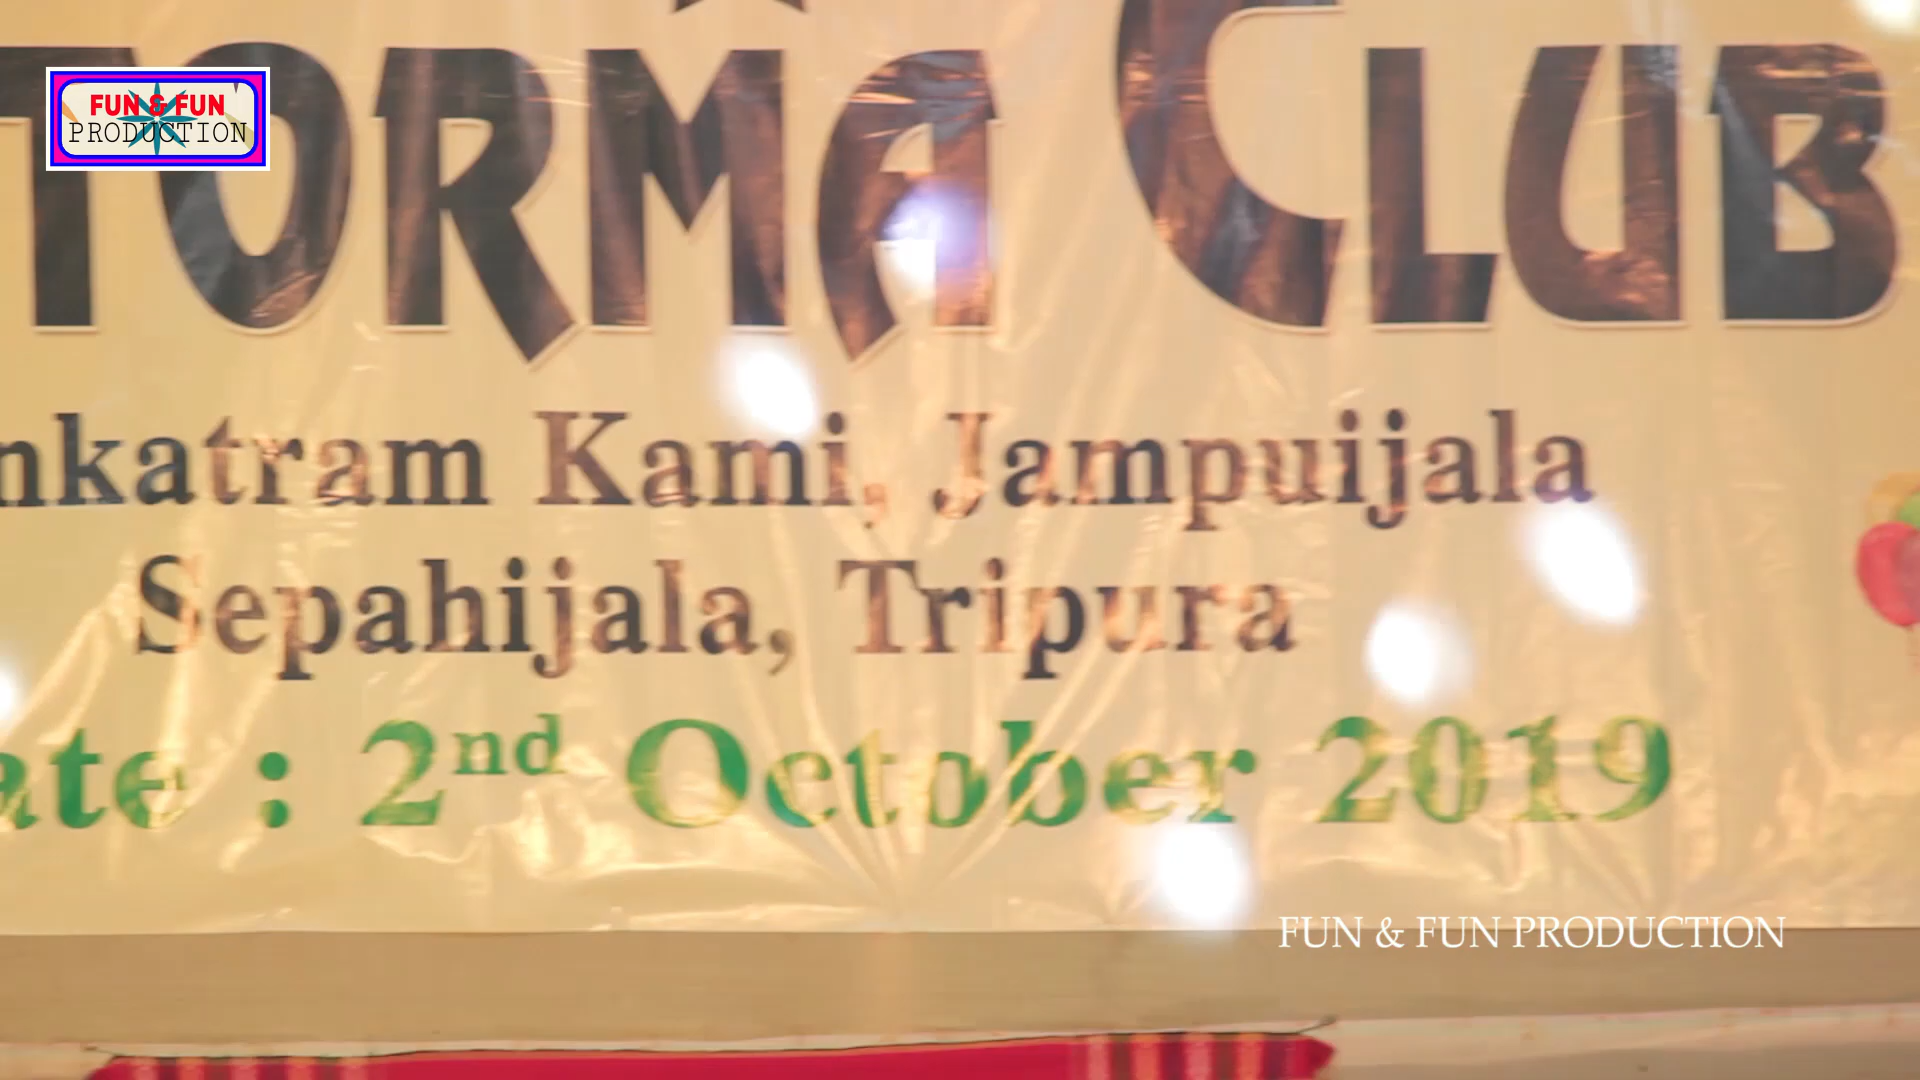 TORMA CLUB
FUN & FUN
PRODUCTION
nkatram Kami, Jampuijala
Sepahijala, Tripura
ate : 2nd October 2019
FUN & FUN PRODUCTION